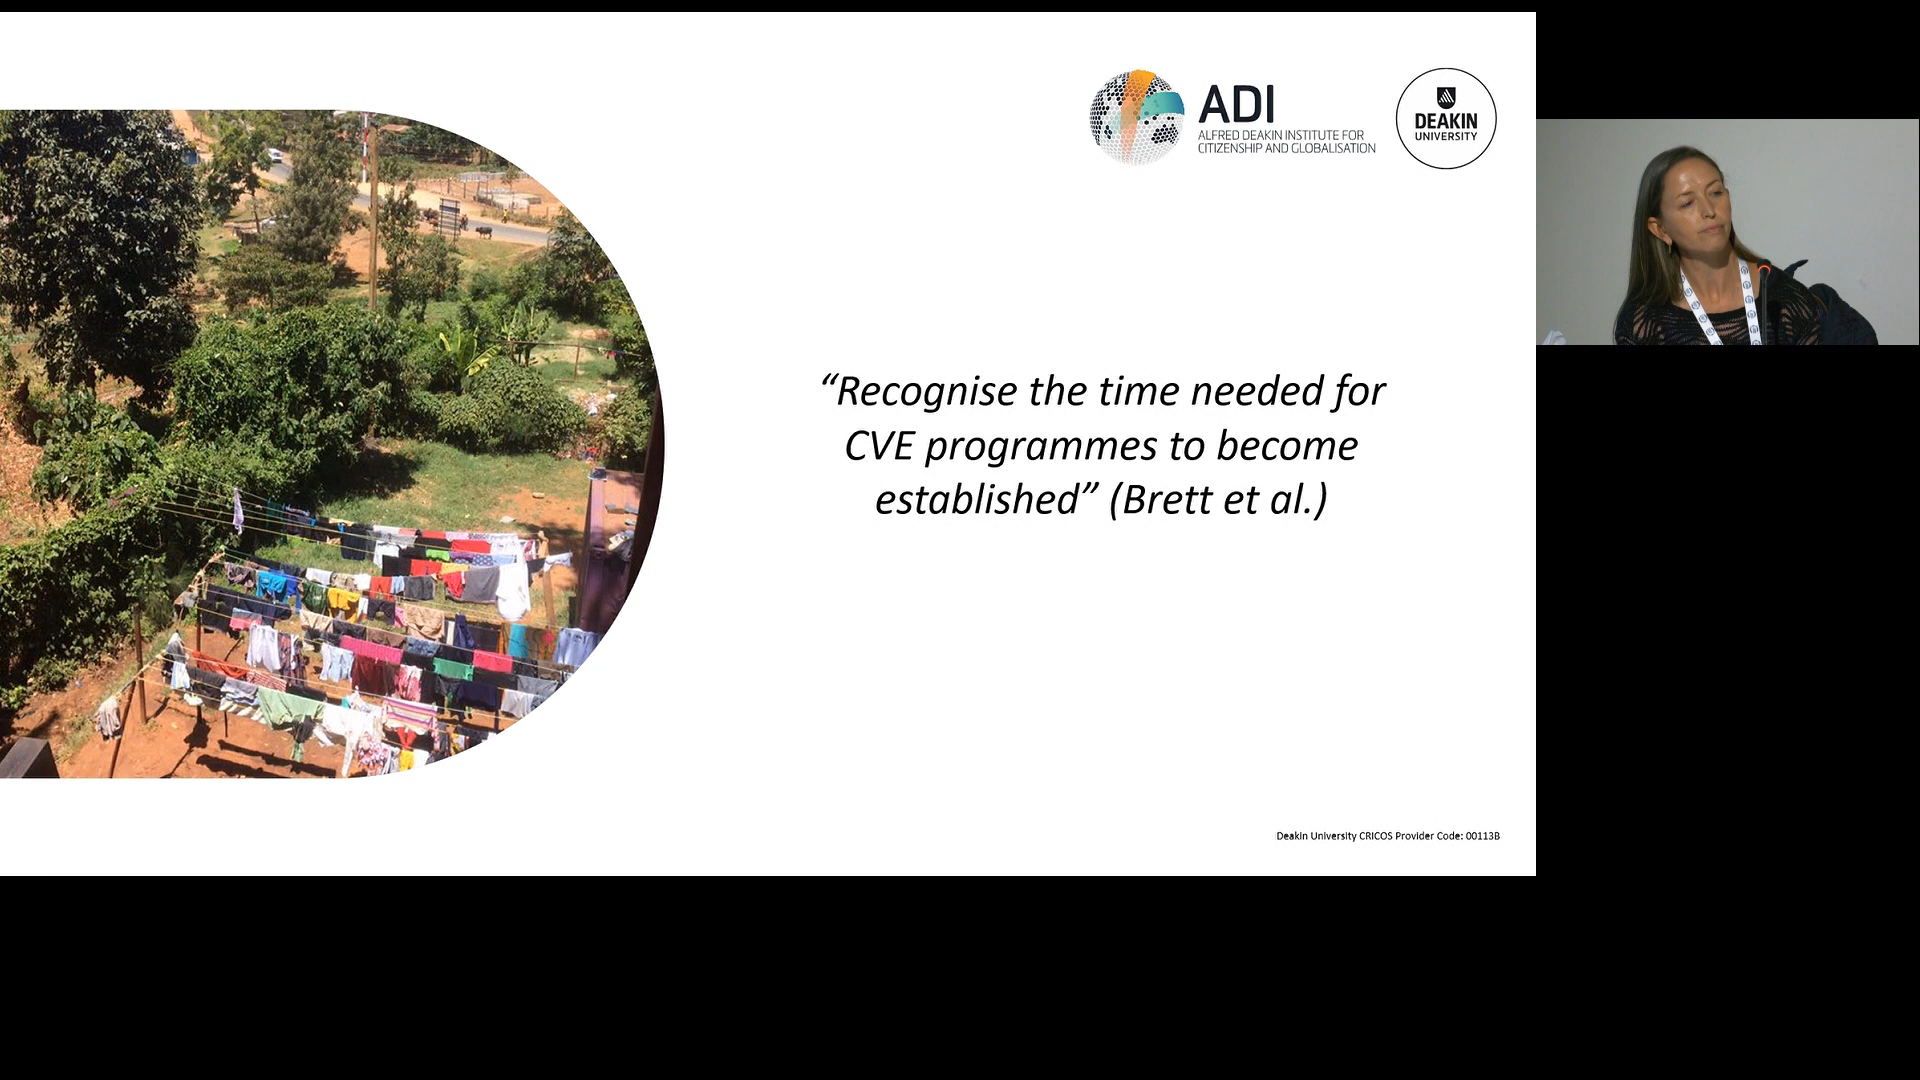 ADI
ALFRED DEAKIN INSTITUTE FOR
CITIZENSHIP AND GLOBALISATION
DEAKIN
UNIVERSITY
“Recognise the time needed for
CVE programmes to become
established” (Brett et al.)
Deakin University CRICOS Provider Code: 00113B